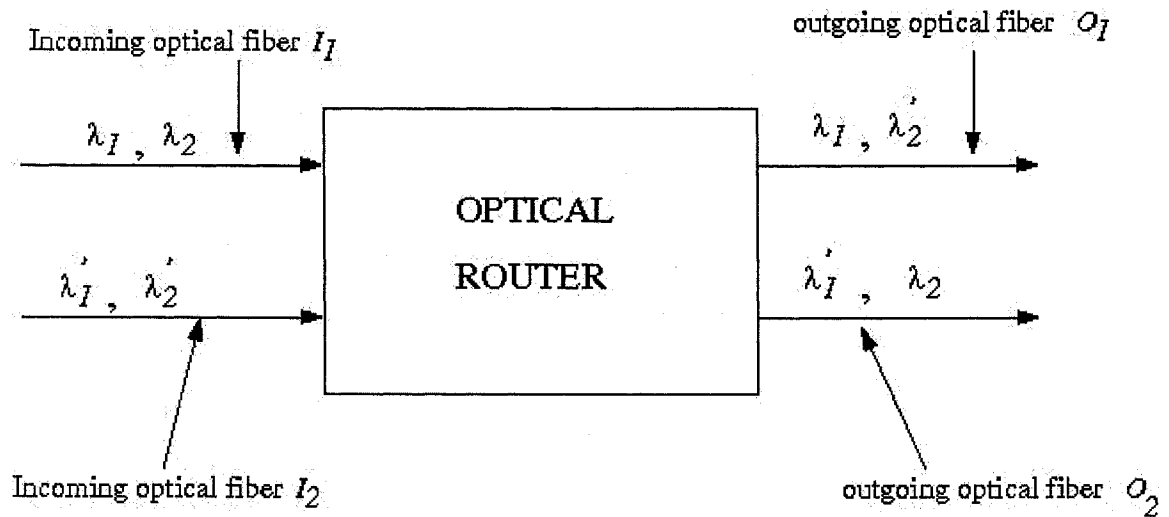 Incoming optical fiber I₁
outgoing optical fiber O₁
λ₁ , λ₂
λ₁ , λ₂'
OPTICAL
ROUTER
λ₁' , λ₂'
λ₁' , λ₂
Incoming optical fiber I₂
outgoing optical fiber O₂